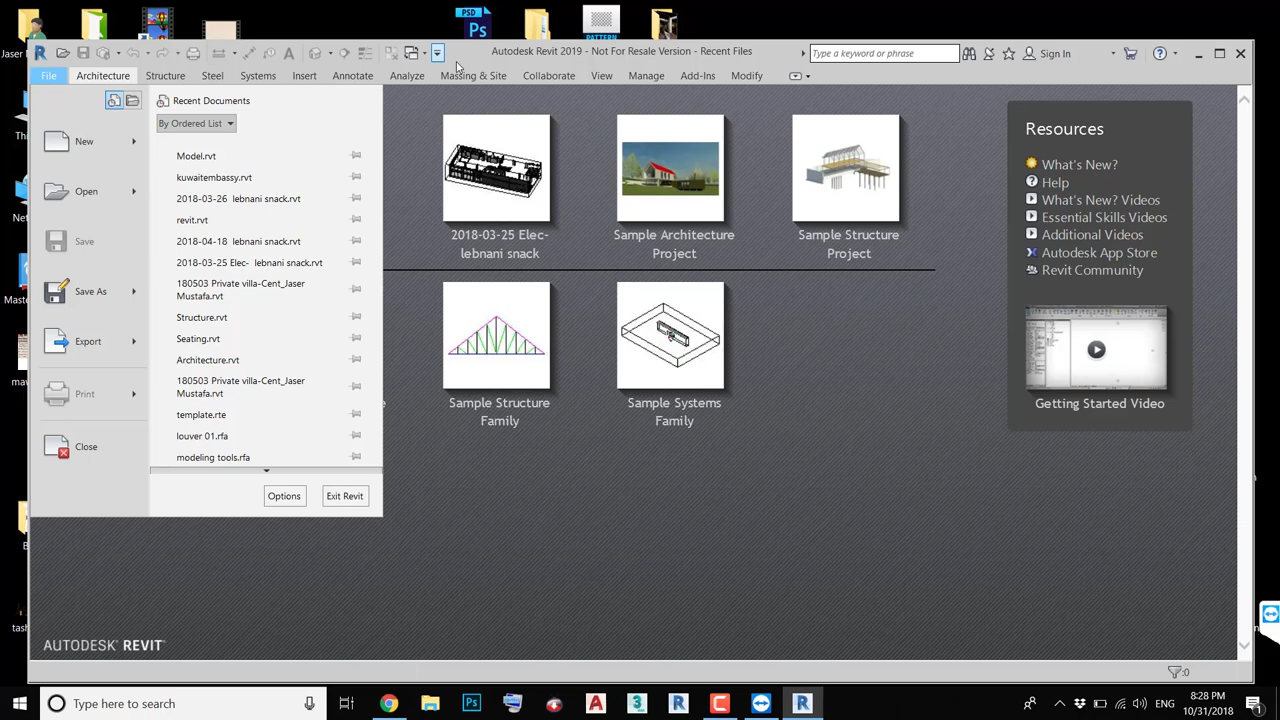 PSD
Ps
PATTERN
Autodesk Revit 2019 - Not For Resale Version - Recent Files
Type a keyword or phrase
Sign In
File
Architecture
Structure
Steel
Systems
Insert
Annotate
Analyze
Massing & Site
Collaborate
View
Manage
Add-Ins
Modify
Recent Documents
By Ordered List
New
Open
Save
Save As
Export
Print
Close
Model.rvt
kuwaitembassy.rvt
2018-03-26 lebnani snack.rvt
revit.rvt
2018-04-18 lebnani snack.rvt
2018-03-25 Elec- lebnani snack.rvt
180503 Private villa-Cent_Jaser
Mustafa.rvt
Structure.rvt
Seating.rvt
Architecture.rvt
180503 Private villa-Cent_Jaser
Mustafa.rvt
template.rte
louver 01.rfa
modeling tools.rfa
Options
Exit Revit
2018-03-25 Elec-
lebnani snack
Sample Architecture
Project
Sample Structure
Project
Sample Structure
Family
Sample Systems
Family
Resources
What's New?
Help
What's New? Videos
Essential Skills Videos
Additional Videos
Autodesk App Store
Revit Community
Getting Started Video
AUTODESK® REVIT®
:0
Type here to search
Ps
ENG
8:28 PM
10/31/2018